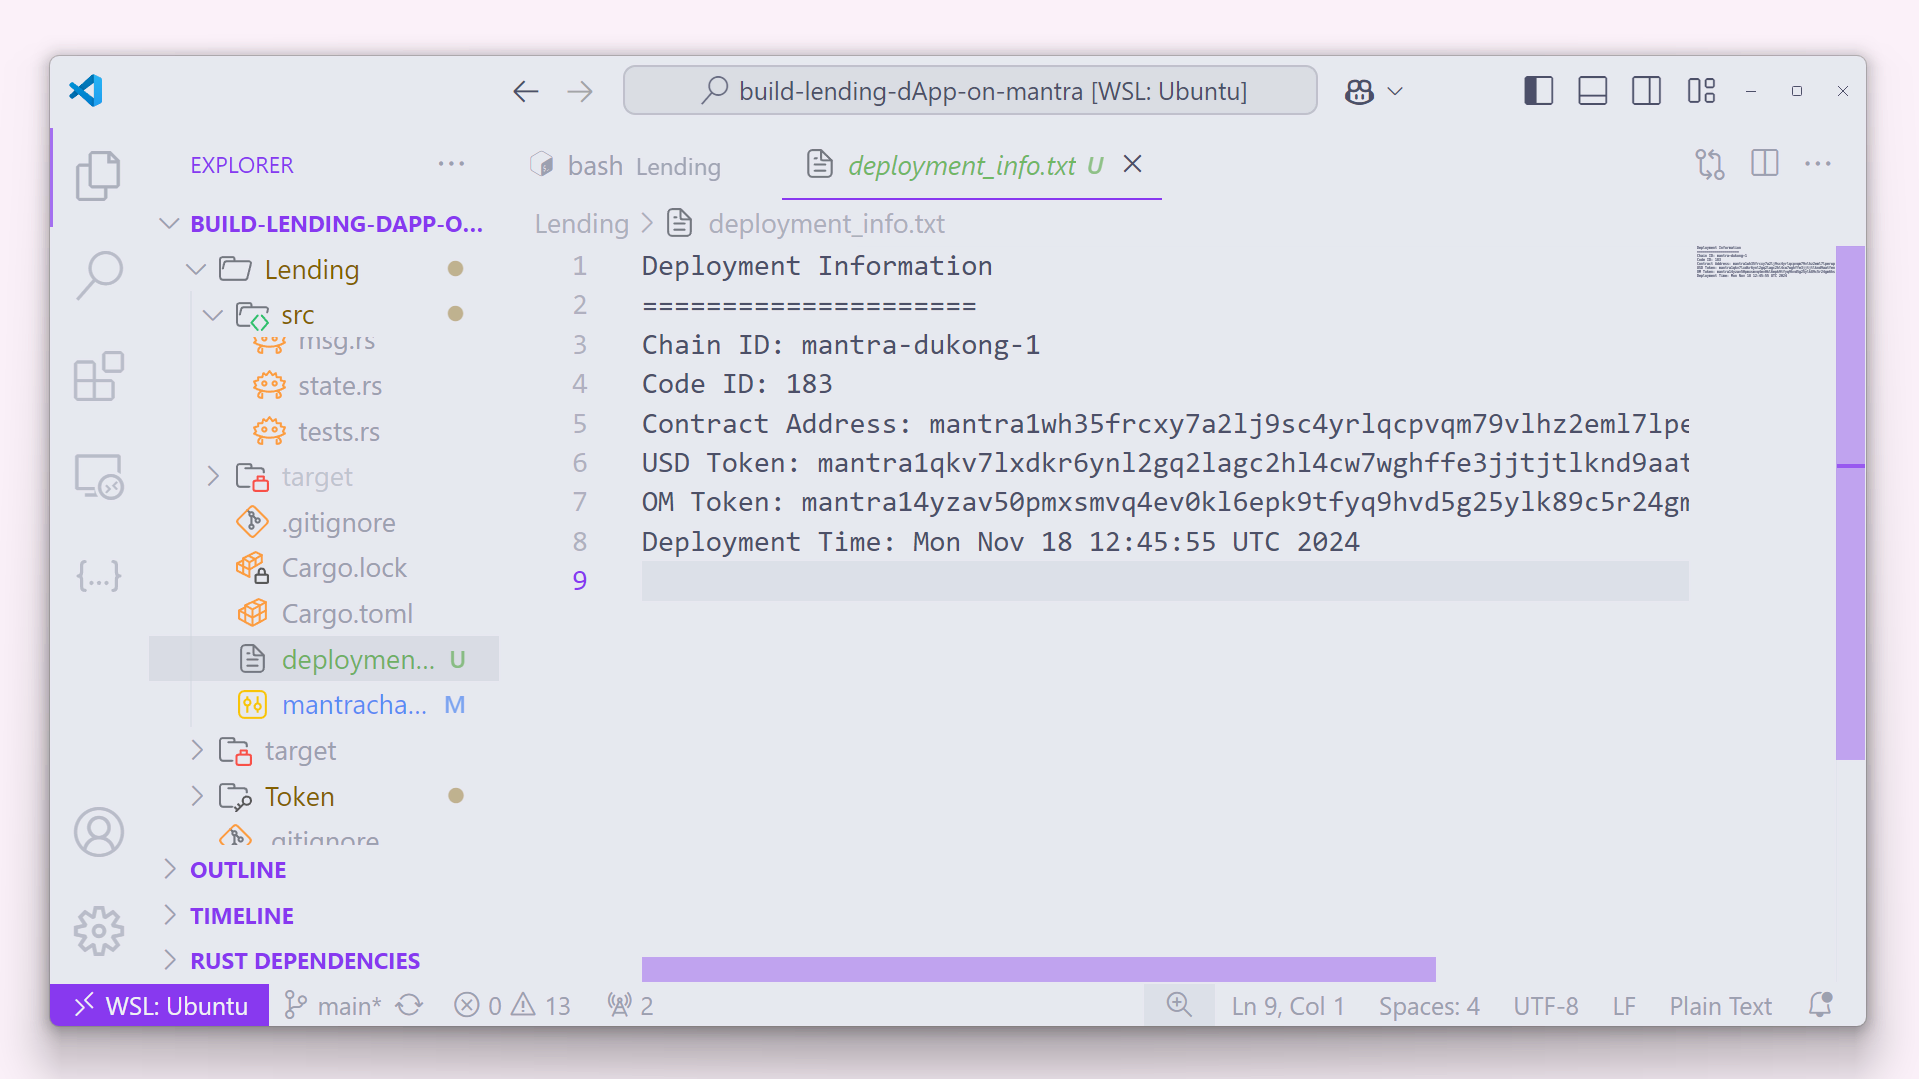 build-lending-dApp-on-mantra [WSL: Ubuntu]
EXPLORER
BUILD-LENDING-DAPP-O...
Lending
src
msg.rs
state.rs
tests.rs
target
.gitignore
Cargo.lock
Cargo.toml
deploymen... U
mantracha... M
target
Token
.gitignore
OUTLINE
TIMELINE
RUST DEPENDENCIES
bash Lending
deployment_info.txt U
Lending > deployment_info.txt
1 Deployment Information
2 =====================
3 Chain ID: mantra-dukong-1
4 Code ID: 183
5 Contract Address: mantra1wh35frcxy7a2lj9sc4yrlqcpvqm79vlhz2eml7lpe
6 USD Token: mantra1qkv7lxdkr6ynl2gq2lagc2hl4cw7wghffe3jjtjtlknd9aat
7 OM Token: mantra14yzav50pmxsmvq4ev0kl6epk9tfyq9hvd5g25ylk89c5r24gm
8 Deployment Time: Mon Nov 18 12:45:55 UTC 2024
9
WSL: Ubuntu main* 0 13 2 Ln 9, Col 1 Spaces: 4 UTF-8 LF Plain Text